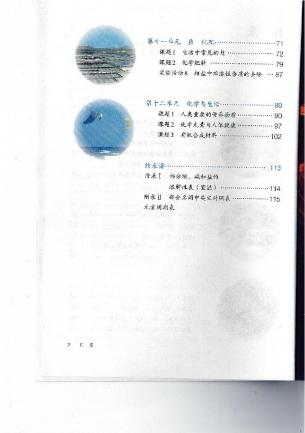 第十一单元 盐 化肥 71
课题1 生活中常见的盐 72
课题2 化学肥料 79
实验活动8 粗盐中难溶性杂质的去除 87
第十二单元 化学与生活 89
课题1 人类重要的营养物质 90
课题2 化学元素与人体健康 97
课题3 有机合成材料 102
结束语 113
附录Ⅰ 部分酸、碱和盐的
溶解性表（室温） 114
附录Ⅱ 部分名词中英文对照表 115
元素周期表